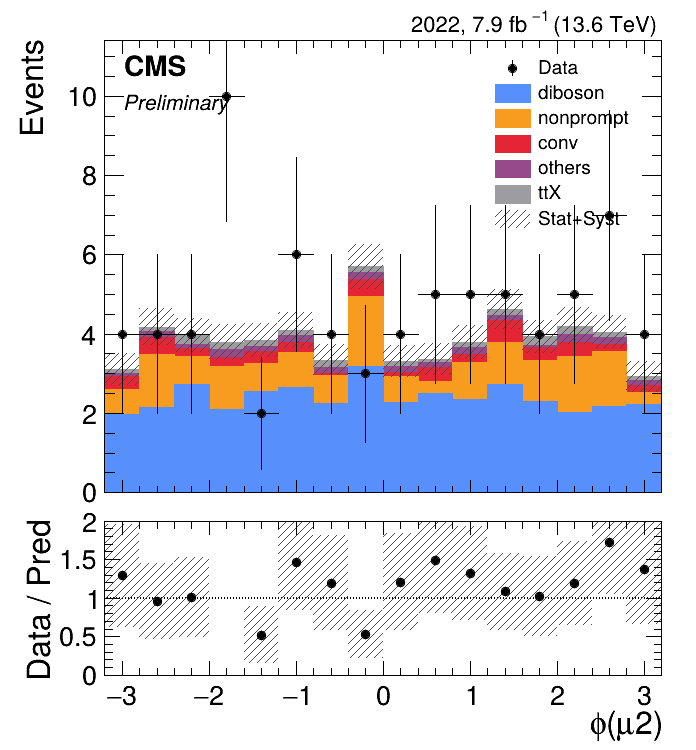 2022, 7.9 fb⁻¹ (13.6 TeV)
CMS
Preliminary
Events
10
8
6
4
2
0
Data
diboson
nonprompt
conv
others
ttX
Stat+Syst
Data / Pred
2
1.5
1
0.5
0
−3 −2 −1 0 1 2 3
ϕ(μ2)